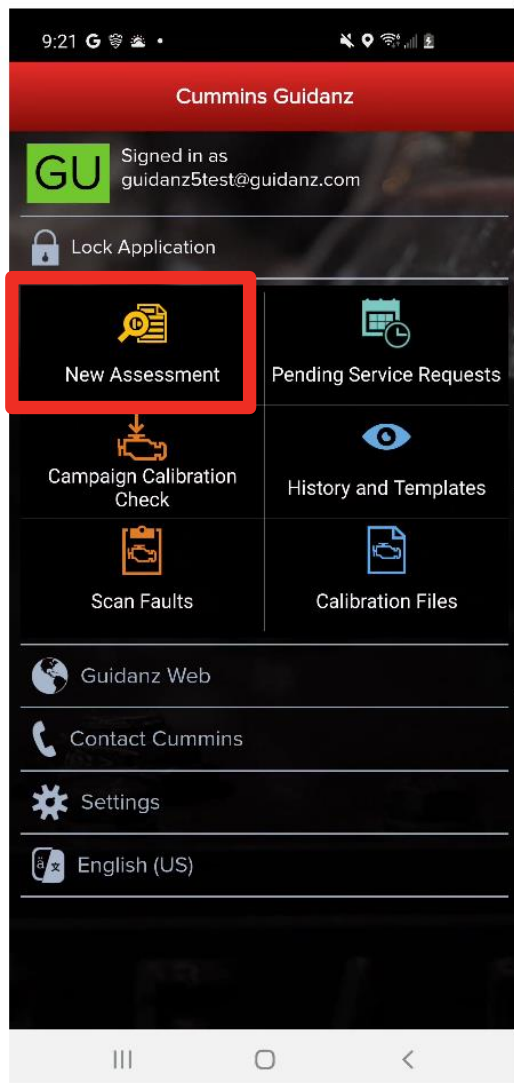 9:21 G
Cummins Guidanz
GU
Signed in as
guidanz5test@guidanz.com
Lock Application
New Assessment
Pending Service Requests
Campaign Calibration
Check
History and Templates
Scan Faults
Calibration Files
Guidanz Web
Contact Cummins
Settings
English (US)